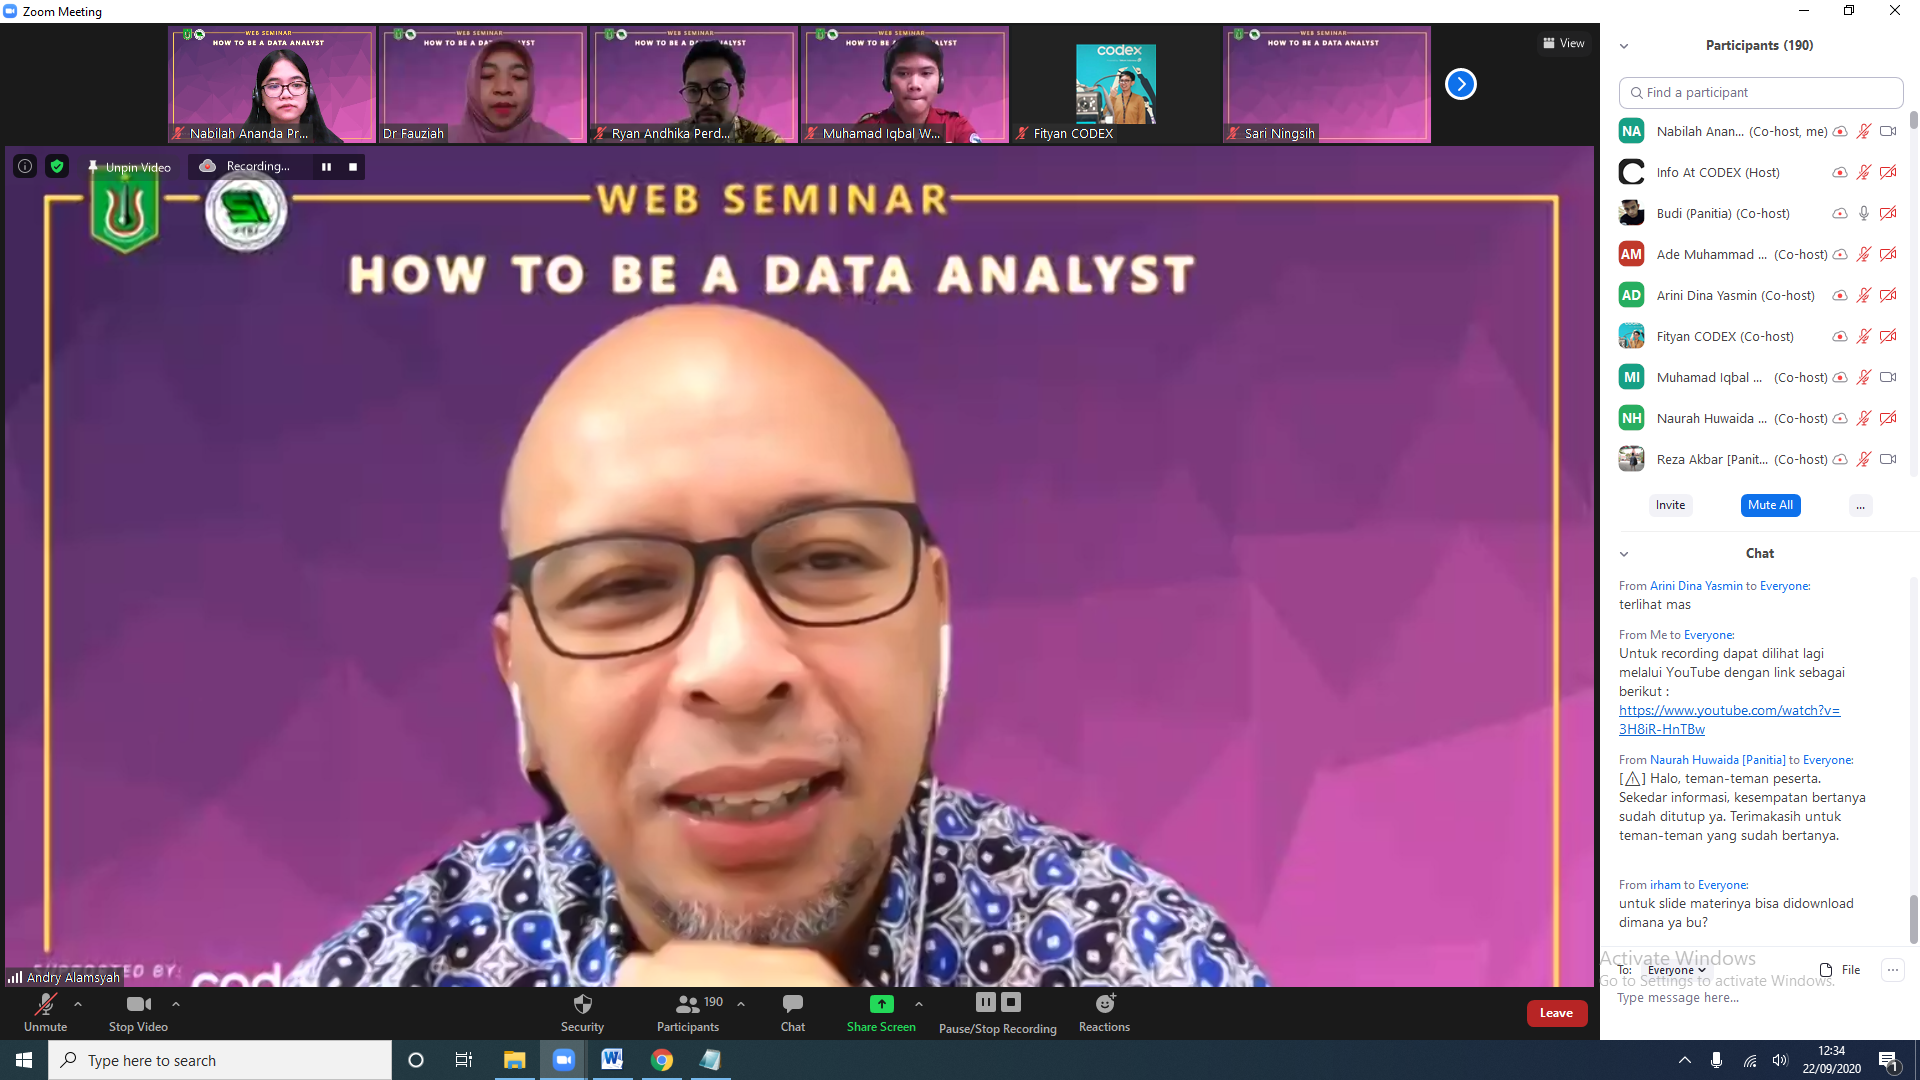 Zoom Meeting
WEB SEMINAR
HOW TO BE A DATA ANALYST
Nabilah Ananda Pr...
Dr Fauziah
WEB SEMINAR
HOW TO BE A DATA ANALYST
Ryan Andhika Perd...
Muhamad Iqbal W...
codex
Fityan CODEX
WEB SEMINAR
HOW TO BE A DATA ANALYST
Sari Ningsih
View
Unpin Video
Recording...
WEB SEMINAR
HOW TO BE A DATA ANALYST
Andry Alamsyah
Participants (190)
Find a participant
NA Nabilah Anan... (Co-host, me)
Info At CODEX (Host)
Budi (Panitia) (Co-host)
AM Ade Muhammad ... (Co-host)
AD Arini Dina Yasmin (Co-host)
Fityan CODEX (Co-host)
MI Muhamad Iqbal ... (Co-host)
NH Naurah Huwaida ... (Co-host)
Reza Akbar [Panit... (Co-host)
Invite
Mute All
...
Chat
From Arini Dina Yasmin to Everyone:
terlihat mas
From Me to Everyone:
Untuk recording dapat dilihat lagi
melalui YouTube dengan link sebagai
berikut :
https://www.youtube.com/watch?v=
3H8iR-HnTBw
From Naurah Huwaida [Panitia] to Everyone:
[⚠] Halo, teman-teman peserta.
Sekedar informasi, kesempatan bertanya
sudah ditutup ya. Terimakasih untuk
teman-teman yang sudah bertanya.
From irham to Everyone:
untuk slide materinya bisa didownload
dimana ya bu?
Activate Windows
Go to Settings to activate Windows.
To: Everyone
File
...
Type message here...
Unmute
Stop Video
Security
Participants
190
Chat
Share Screen
Pause/Stop Recording
Reactions
Leave
Type here to search
12:34
22/09/2020
1